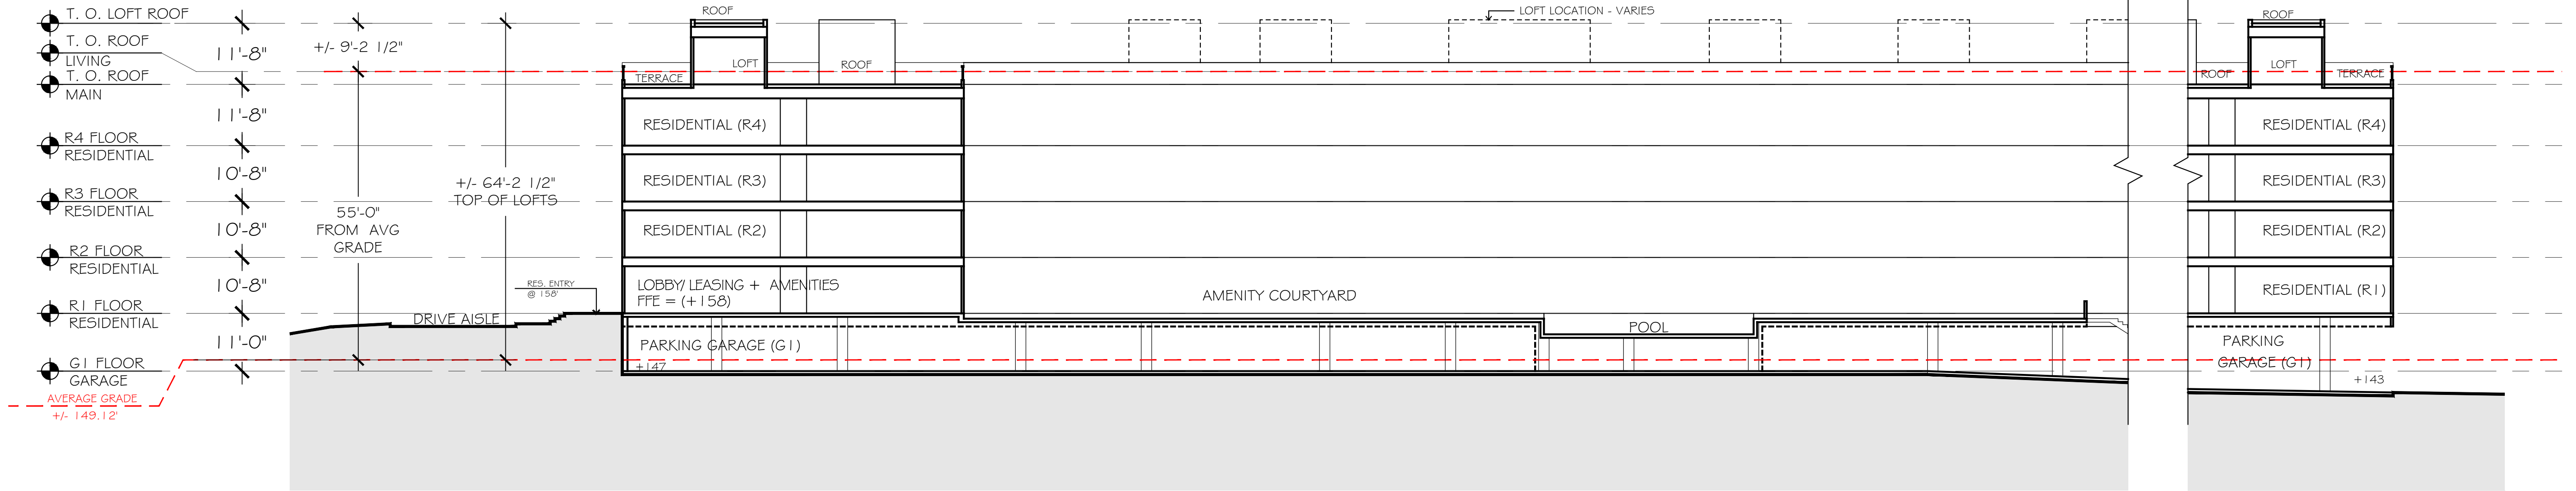 T. O. LOFT ROOF
T. O. ROOF
LIVING
T. O. ROOF
MAIN
R4 FLOOR
RESIDENTIAL
R3 FLOOR
RESIDENTIAL
R2 FLOOR
RESIDENTIAL
R1 FLOOR
RESIDENTIAL
G1 FLOOR
GARAGE
AVERAGE GRADE
+/- 149.12'
11'-8"
11'-8"
10'-8"
10'-8"
10'-8"
11'-0"
+/- 9'-2 1/2"
55'-0"
FROM AVG
GRADE
+/- 64'-2 1/2"
TOP OF LOFTS
RES. ENTRY
@ 158'
DRIVE AISLE
ROOF
LOFT
TERRACE
ROOF
RESIDENTIAL (R4)
RESIDENTIAL (R3)
RESIDENTIAL (R2)
LOBBY/ LEASING + AMENITIES
FFE = (+158)
PARKING GARAGE (G1)
+147
LOFT LOCATION - VARIES
AMENITY COURTYARD
POOL
ROOF
LOFT
ROOF
TERRACE
RESIDENTIAL (R4)
RESIDENTIAL (R3)
RESIDENTIAL (R2)
RESIDENTIAL (R1)
PARKING
GARAGE (G1)
+143